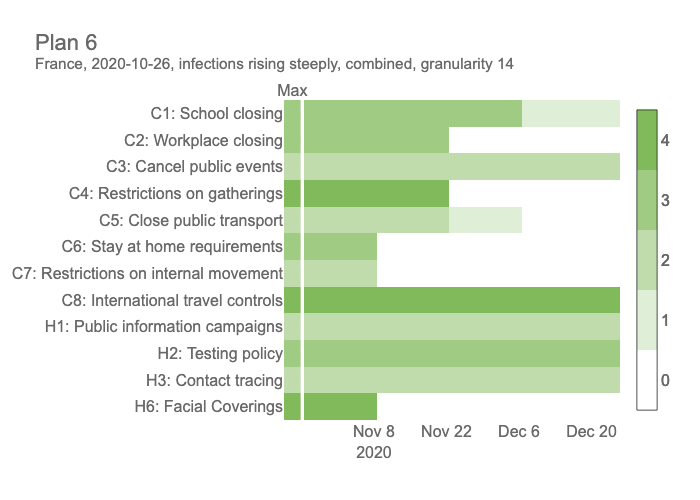 Plan 6
France, 2020-10-26, infections rising steeply, combined, granularity 14
Max
C1: School closing
C2: Workplace closing
C3: Cancel public events
C4: Restrictions on gatherings
C5: Close public transport
C6: Stay at home requirements
C7: Restrictions on internal movement
C8: International travel controls
H1: Public information campaigns
H2: Testing policy
H3: Contact tracing
H6: Facial Coverings
Nov 8 Nov 22 Dec 6 Dec 20
2020
4
3
2
1
0